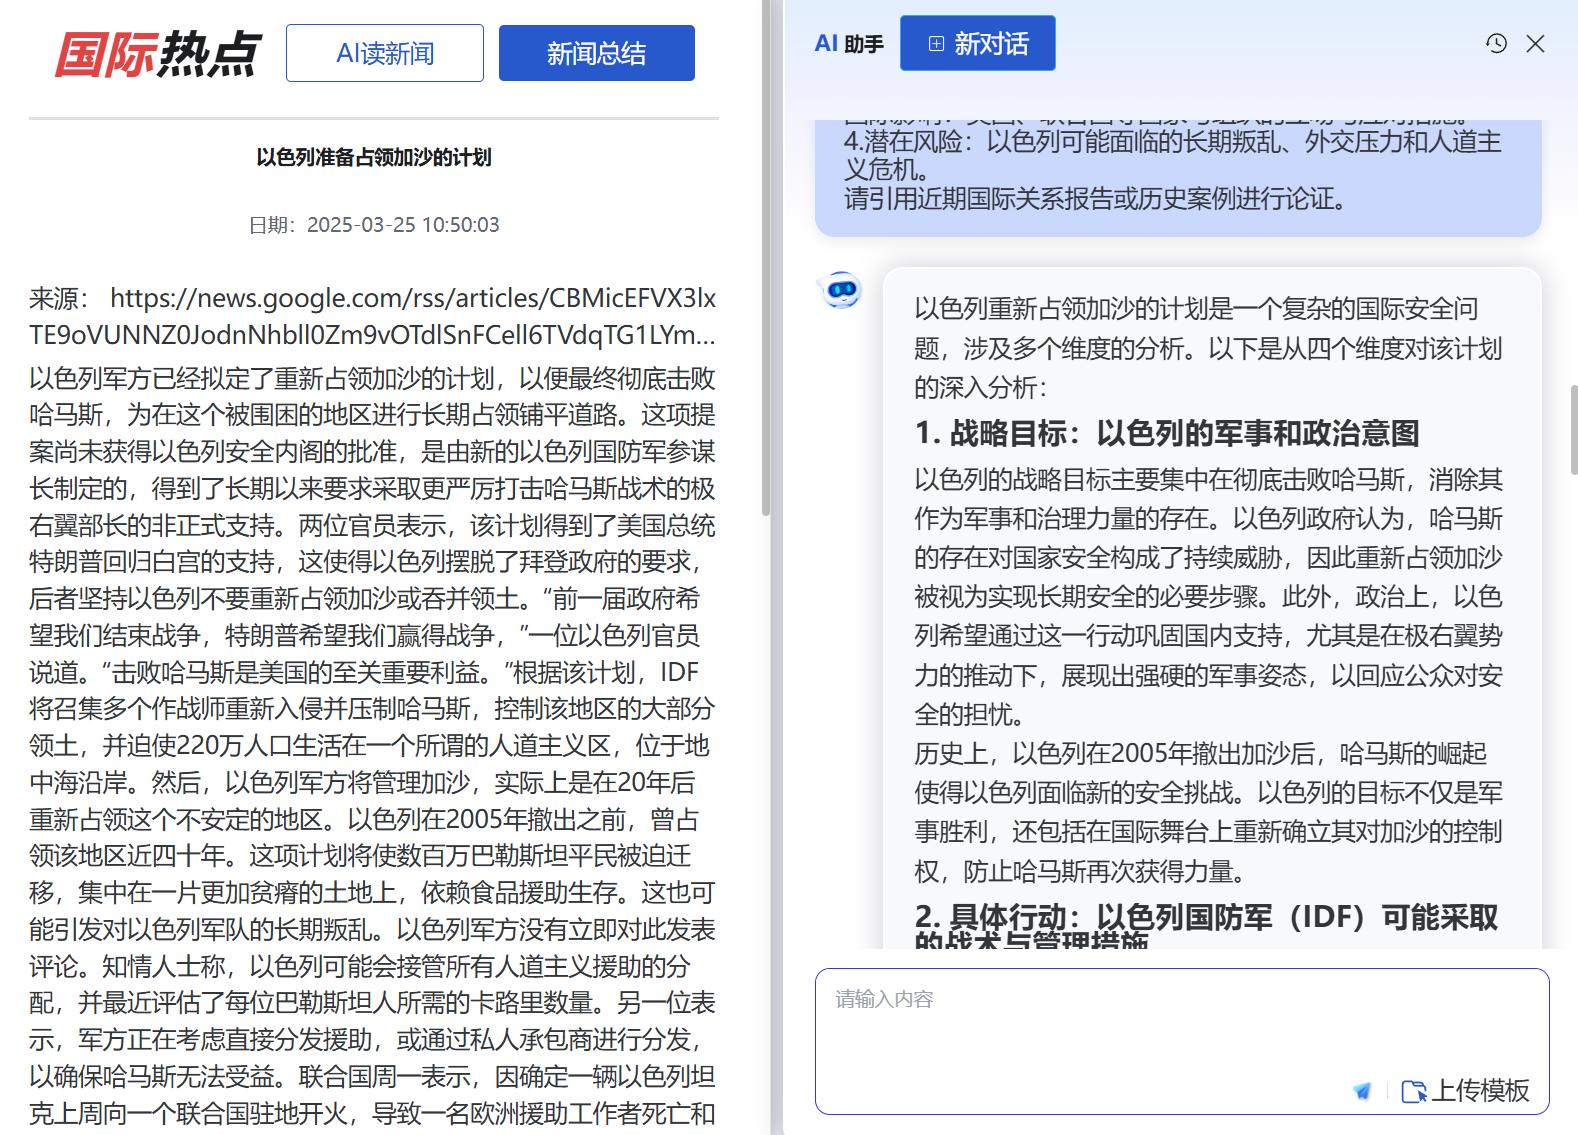 国际热点
AI读新闻
新闻总结
以色列准备占领加沙的计划
日期：2025-03-25 10:50:03
来源： https://news.google.com/rss/articles/CBMicEFVX3lx
TE9oVUNNZ0JodnNhbll0Zm9vOTdlSnFCell6TVdqTG1LYm...
以色列军方已经拟定了重新占领加沙的计划，以便最终彻底击败
哈马斯，为在这个被围困的地区进行长期占领铺平道路。这项提
案尚未获得以色列安全内阁的批准，是由新的以色列国防军参谋
长制定的，得到了长期以来要求采取更严厉打击哈马斯战术的极
右翼部长的非正式支持。两位官员表示，该计划得到了美国总统
特朗普回归白宫的支持，这使得以色列摆脱了拜登政府的要求，
后者坚持以色列不要重新占领加沙或吞并领土。“前一届政府希
望我们结束战争，特朗普希望我们赢得战争，”一位以色列官员
说道。“击败哈马斯是美国的至关重要利益。”根据该计划，IDF
将召集多个作战师重新入侵并压制哈马斯，控制该地区的大部分
领土，并迫使220万人口生活在一个所谓的人道主义区，位于地
中海沿岸。然后，以色列军方将管理加沙，实际上是在20年后
重新占领这个不安定的地区。以色列在2005年撤出之前，曾占
领该地区近四十年。这项计划将使数百万巴勒斯坦平民被迫迁
移，集中在一片更加贫瘠的土地上，依赖食品援助生存。这也可
能引发对以色列军队的长期叛乱。以色列军方没有立即对此发表
评论。知情人士称，以色列可能会接管所有人道主义援助的分
配，并最近评估了每位巴勒斯坦人所需的卡路里数量。另一位表
示，军方正在考虑直接分发援助，或通过私人承包商进行分发，
以确保哈马斯无法受益。联合国周一表示，因确定一辆以色列坦
克上周向一个联合国驻地开火，导致一名欧洲援助工作者死亡和
AI 助手
新对话
国际影响：美国、联合国等国家与组织的立场与应对措施。
4.潜在风险：以色列可能面临的长期叛乱、外交压力和人道主
义危机。
请引用近期国际关系报告或历史案例进行论证。
以色列重新占领加沙的计划是一个复杂的国际安全问
题，涉及多个维度的分析。以下是从四个维度对该计划
的深入分析：
1. 战略目标：以色列的军事和政治意图
以色列的战略目标主要集中在彻底击败哈马斯，消除其
作为军事和治理力量的存在。以色列政府认为，哈马斯
的存在对国家安全构成了持续威胁，因此重新占领加沙
被视为实现长期安全的必要步骤。此外，政治上，以色
列希望通过这一行动巩固国内支持，尤其是在极右翼势
力的推动下，展现出强硬的军事姿态，以回应公众对安
全的担忧。
历史上，以色列在2005年撤出加沙后，哈马斯的崛起
使得以色列面临新的安全挑战。以色列的目标不仅是军
事胜利，还包括在国际舞台上重新确立其对加沙的控制
权，防止哈马斯再次获得力量。
2. 具体行动：以色列国防军（IDF）可能采取
的战术与管理措施
请输入内容
上传模板